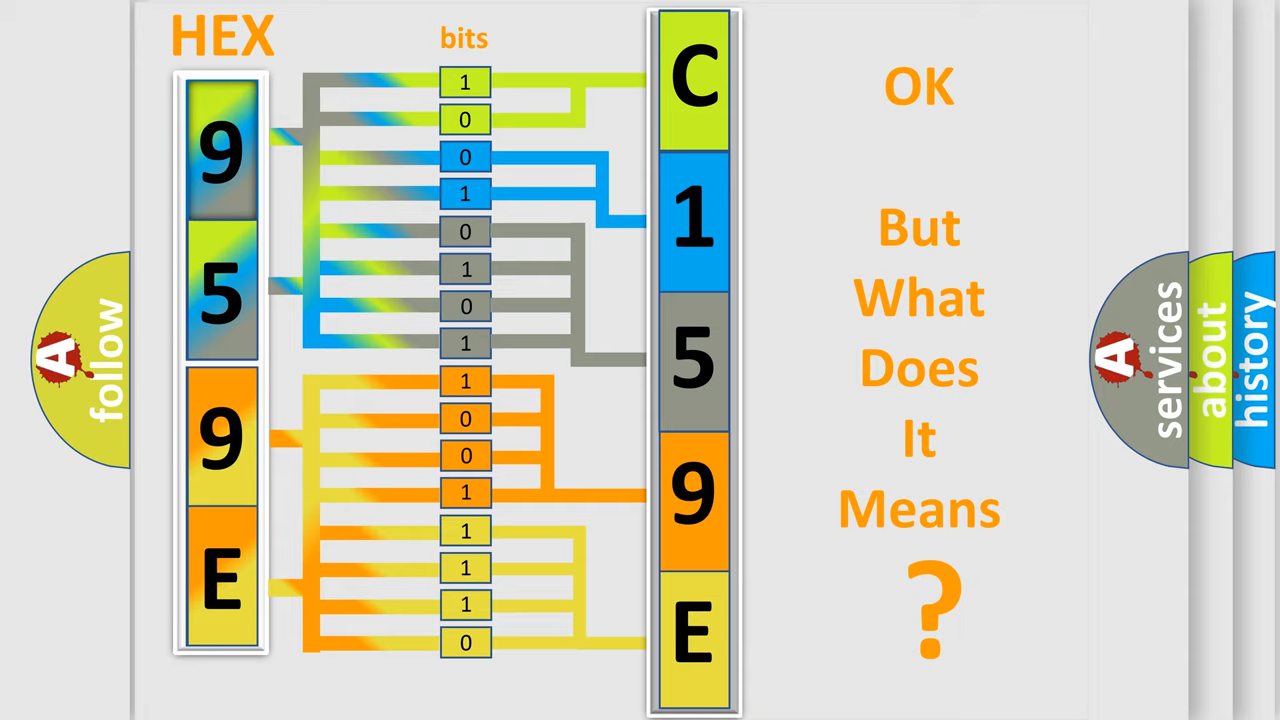 HEX
bits
9
5
9
E
1
0
0
1
0
1
0
1
1
0
0
1
1
1
1
0
C
1
5
9
E
OK
But
What
Does
It
Means
?
A
follow
A
services
about
history